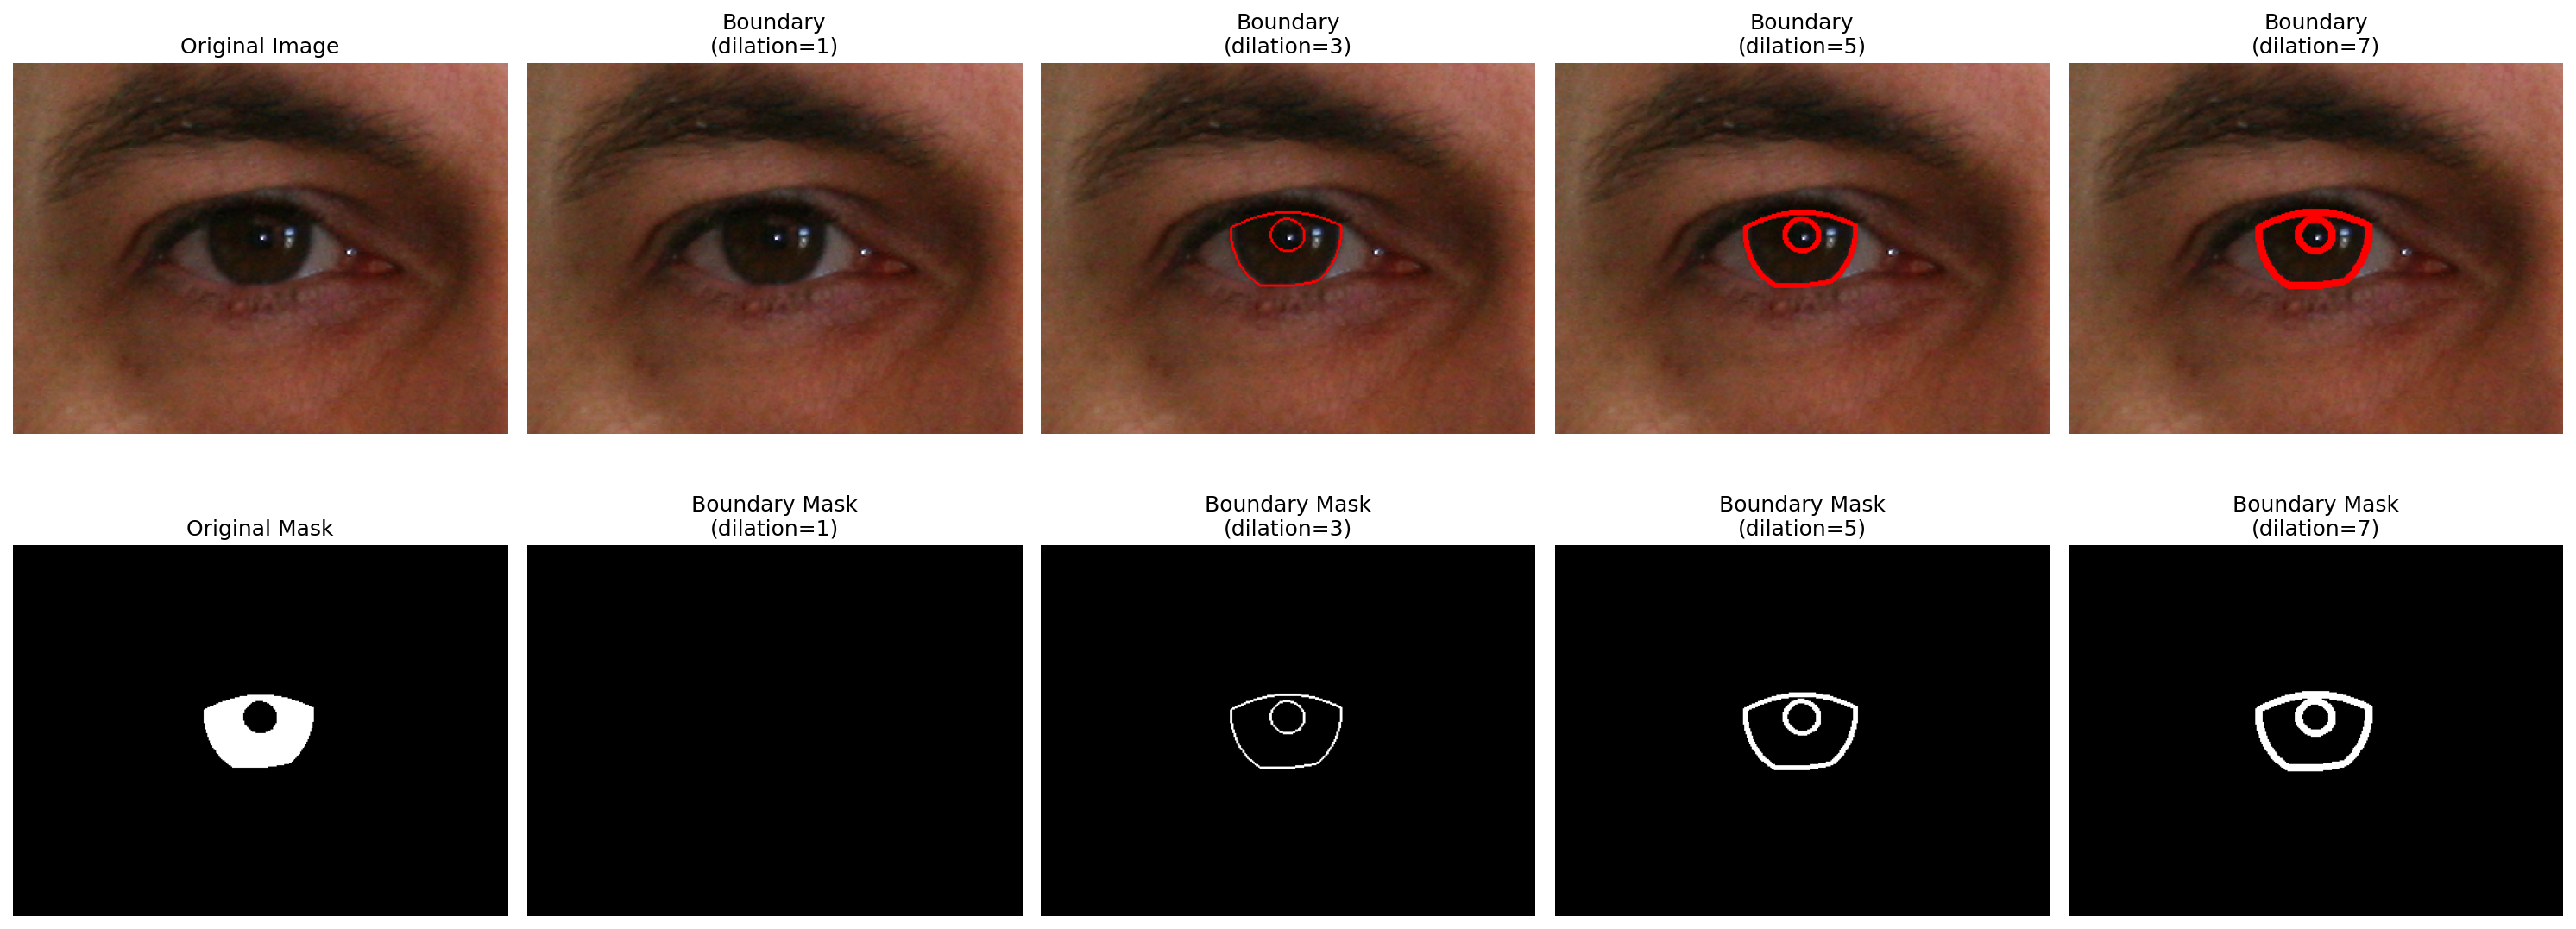 Original Image
Boundary
(dilation=1)
Boundary
(dilation=3)
Boundary
(dilation=5)
Boundary
(dilation=7)
Original Mask
Boundary Mask
(dilation=1)
Boundary Mask
(dilation=3)
Boundary Mask
(dilation=5)
Boundary Mask
(dilation=7)